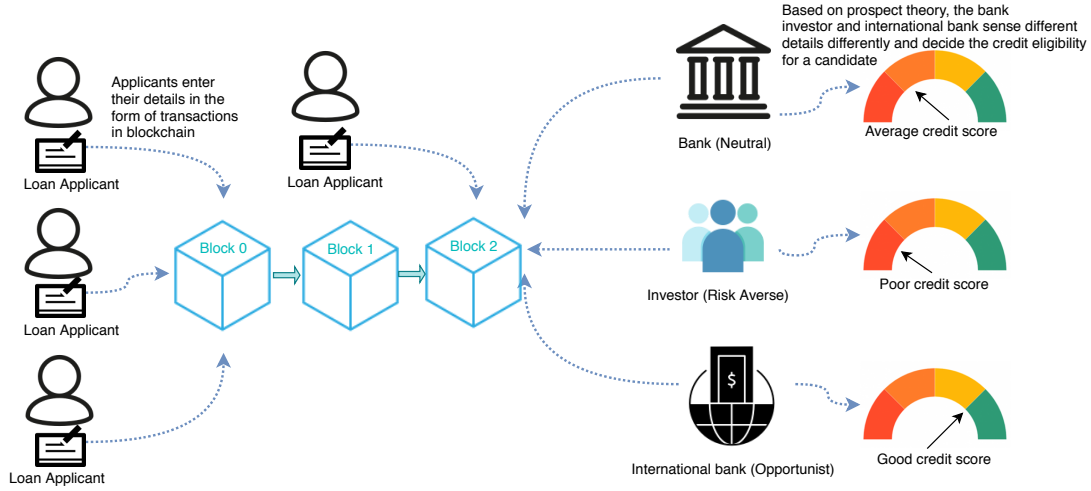 Based on prospect theory, the bank
investor and international bank sense different
details differently and decide the credit eligibility
for a candidate
Applicants enter
their details in the
form of transactions
in blockchain
Loan Applicant
Loan Applicant
Bank (Neutral)
Average credit score
Block 0
Block 1
Block 2
Loan Applicant
Investor (Risk Averse)
Poor credit score
$
Loan Applicant
International bank (Opportunist)
Good credit score